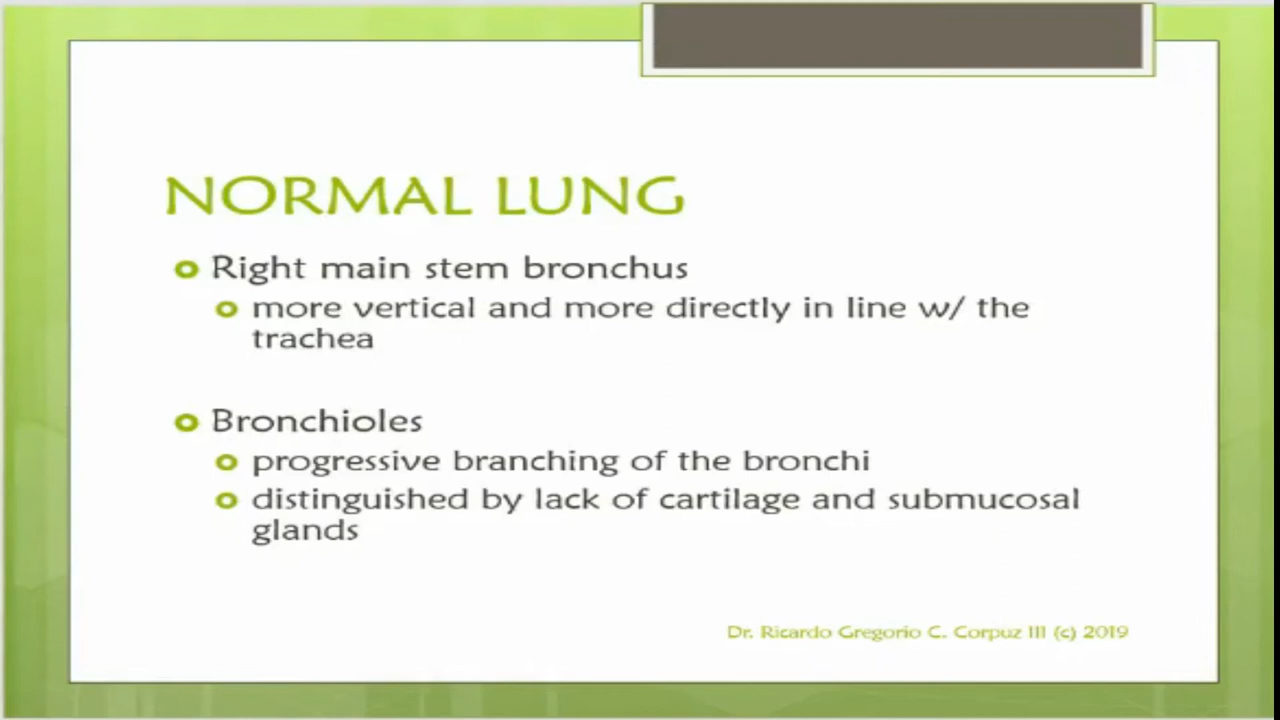 NORMAL LUNG
Right main stem bronchus
more vertical and more directly in line w/ the
trachea
Bronchioles
progressive branching of the bronchi
distinguished by lack of cartilage and submucosal
glands
Dr. Ricardo Gregorio C. Corpuz III (c) 2019